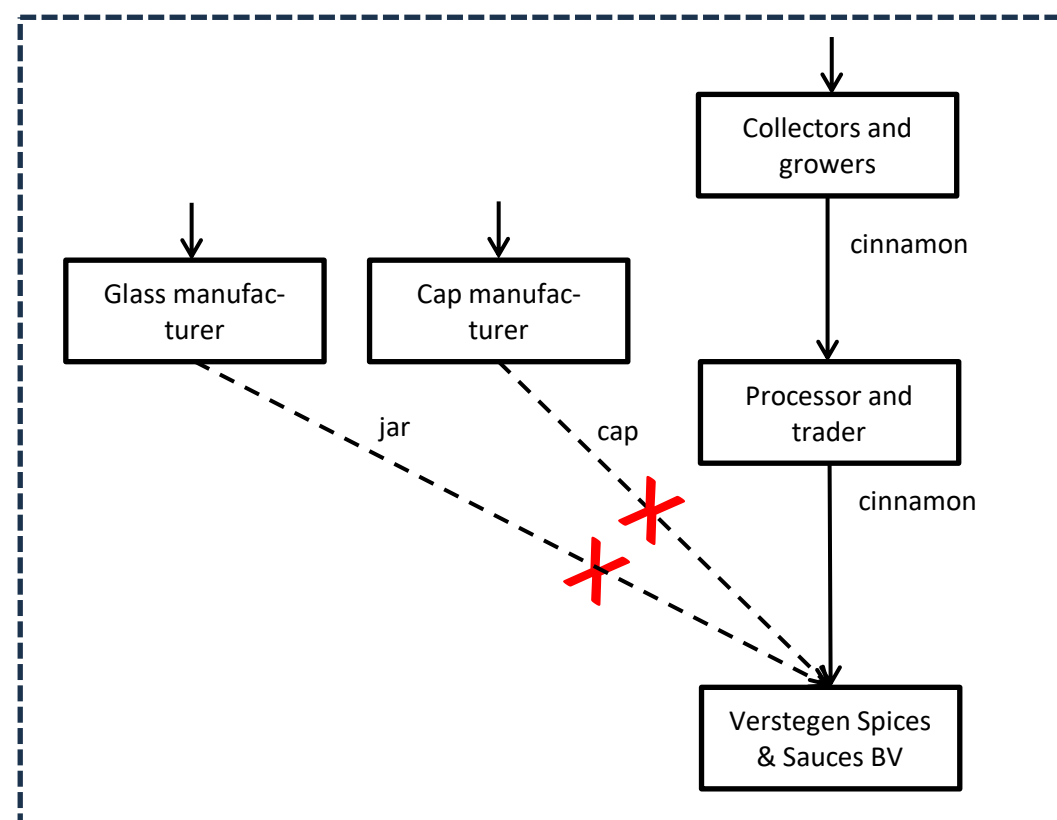 Collectors and
growers
cinnamon
Glass manufac-
turer
Cap manufac-
turer
jar
cap
Processor and
trader
cinnamon
Verstegen Spices
& Sauces BV